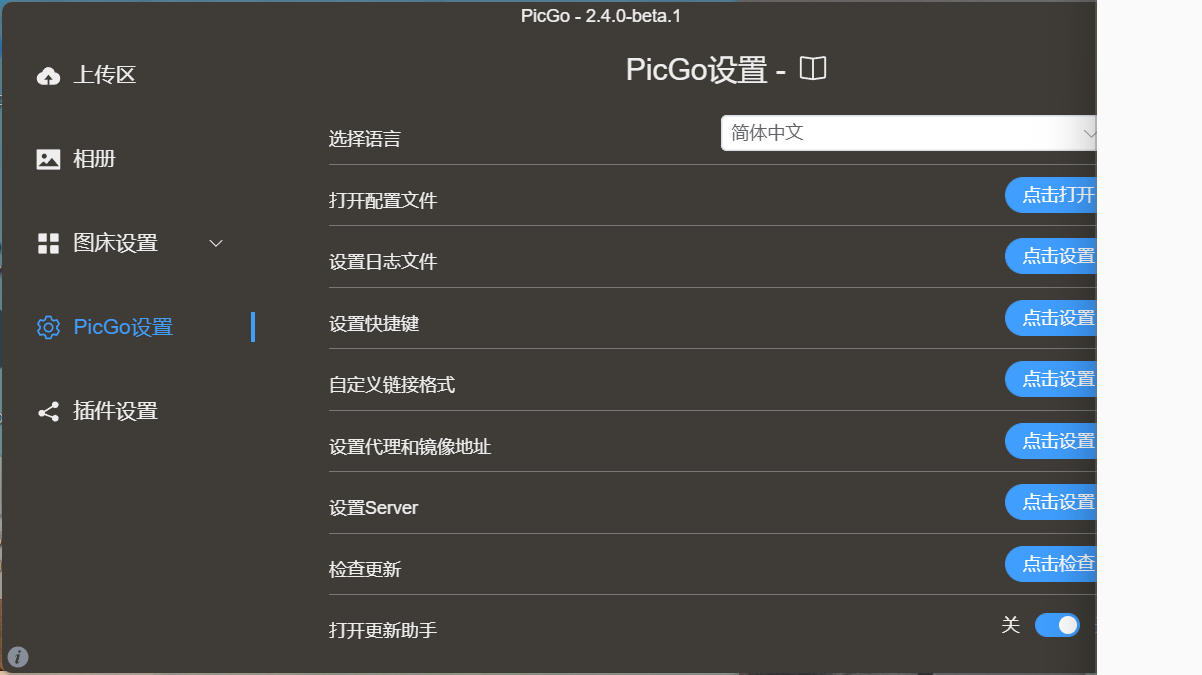 PicGo - 2.4.0-beta.1
上传区
相册
图床设置
PicGo设置
插件设置
PicGo设置 -
选择语言 简体中文
打开配置文件 点击打开
设置日志文件 点击设置
设置快捷键 点击设置
自定义链接格式 点击设置
设置代理和镜像地址 点击设置
设置Server 点击设置
检查更新 点击检查
打开更新助手 关